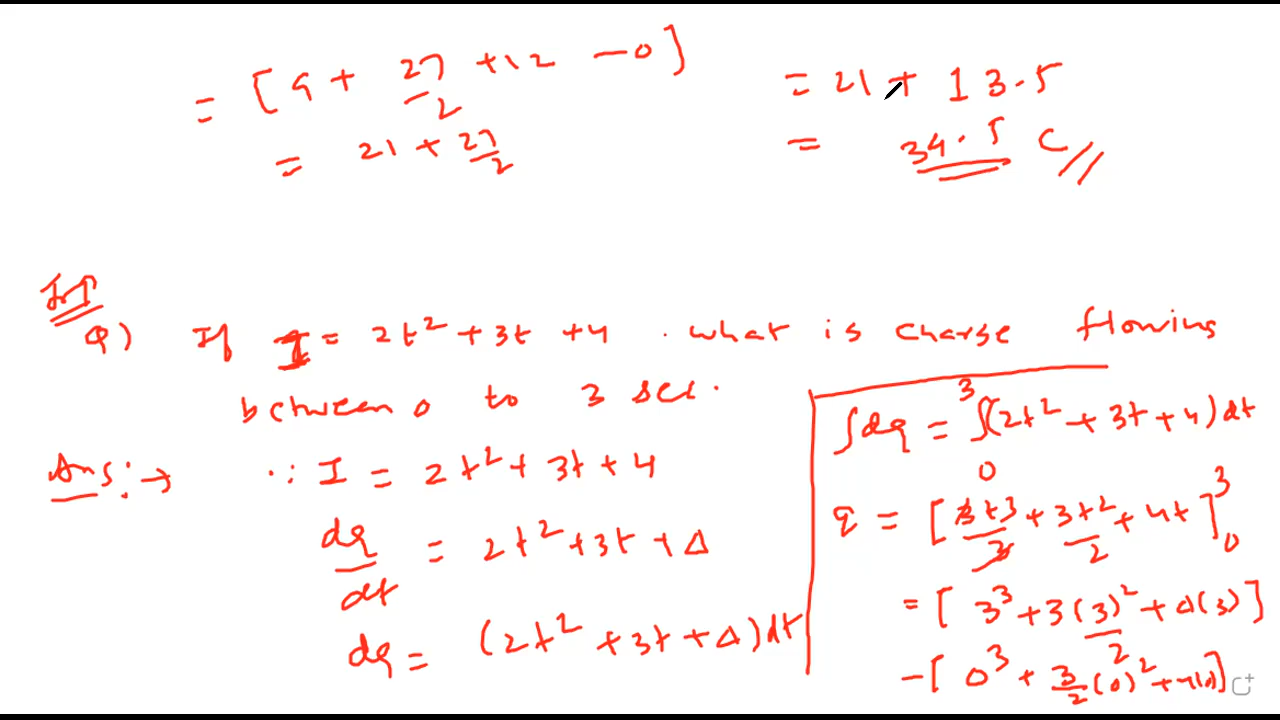 = [9 + 27/2 +12 -0]
= 21 + 27/2
= 21 + 13.5
= 34.5 C //
IMP
Q) If I = 2t² + 3t + 4 . what is charge flowing
between 0 to 3 sec.
Ans: → ∵ I = 2t² + 3t + 4
dq/dt = 2t² + 3t + 4
dq = (2t² + 3t + 4) dt
∫dq = ∫₀³ (2t² + 3t + 4) dt
q = [3t3/3 + 3t²/2 + 4t]₀³
= [3³ + 3(3)²/2 + 4(3)]
- [0³ + 3/2 (0)² + 4(0)]